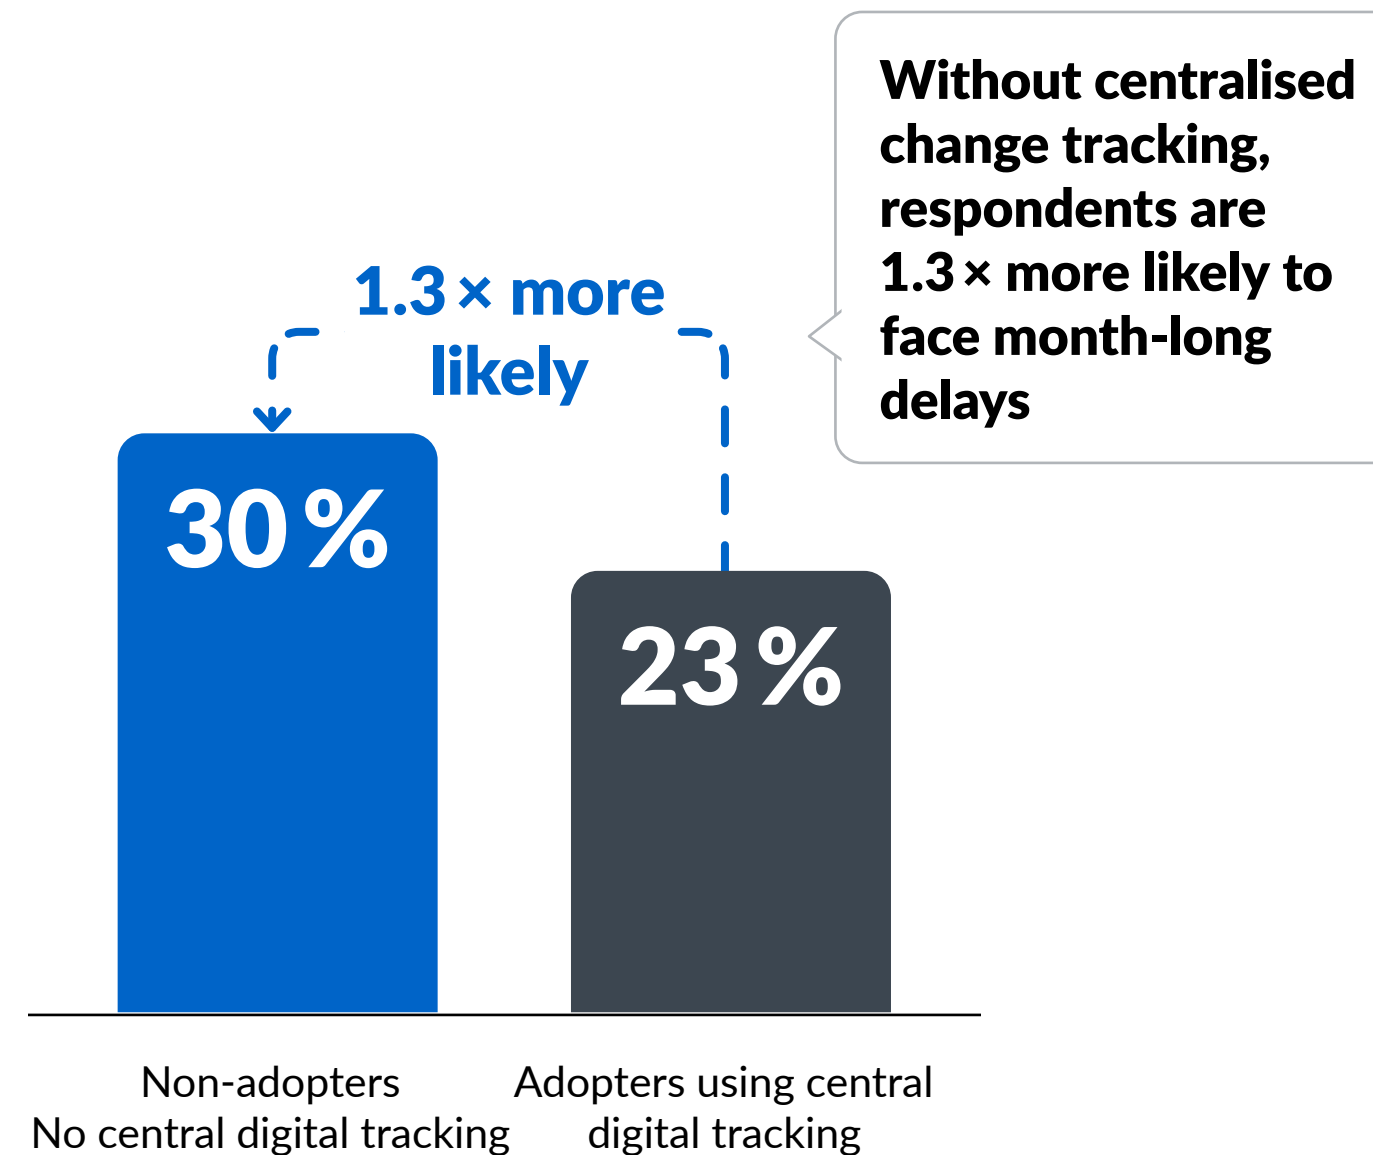 Without centralised
change tracking,
respondents are
1.3 × more likely to
face month-long
delays
1.3 × more
likely
30 %
23 %
Non-adopters
No central digital tracking
Adopters using central
digital tracking